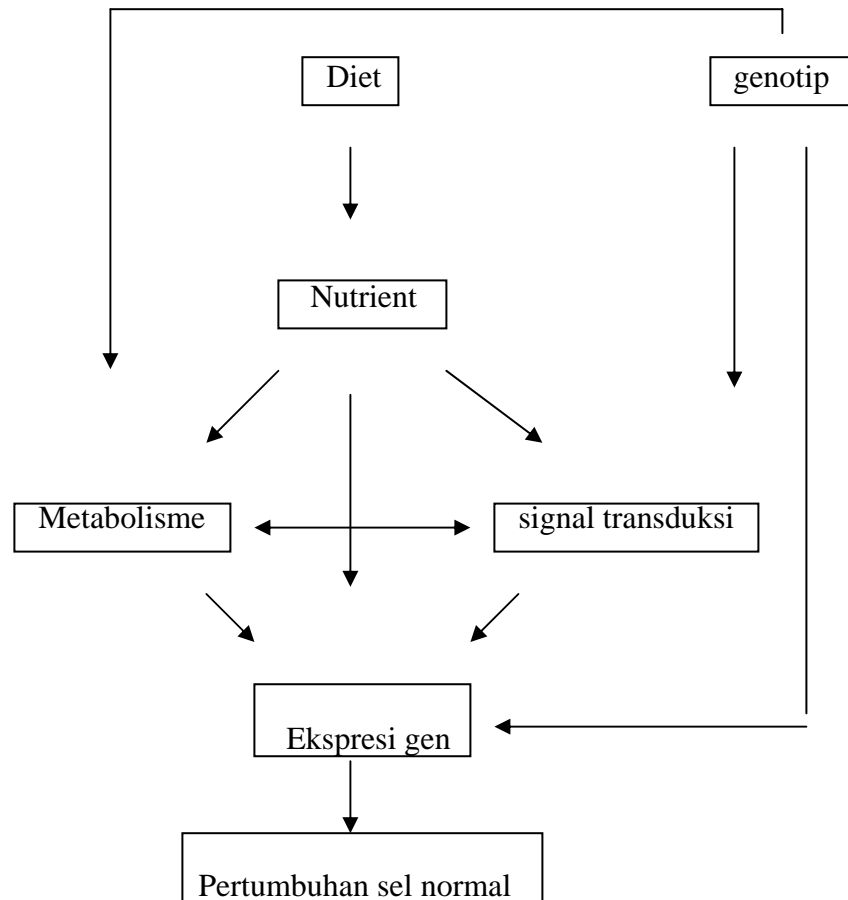 Diet
genotip
Nutrient
Metabolisme
signal transduksi
Ekspresi gen
Pertumbuhan sel normal